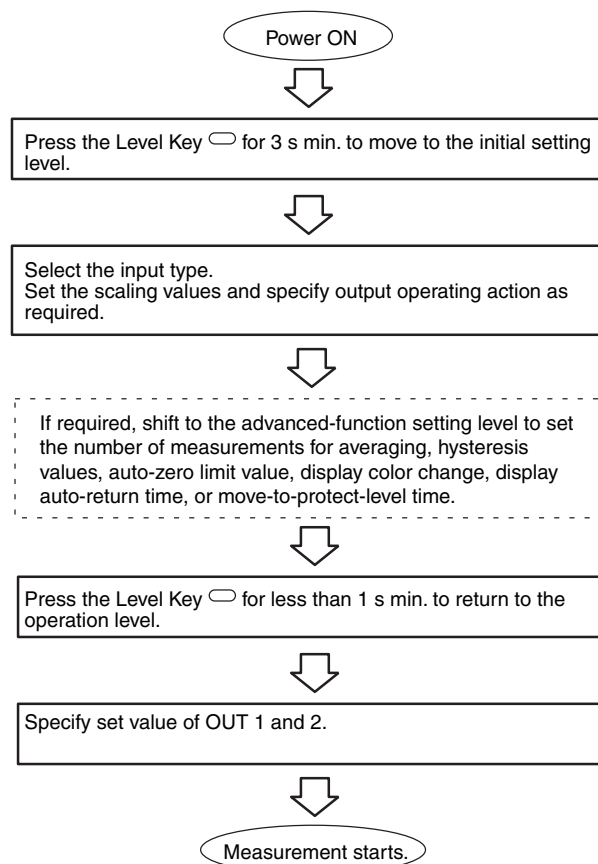 Power ON
Press the Level Key for 3 s min. to move to the initial setting
level.
Select the input type.
Set the scaling values and specify output operating action as
required.
If required, shift to the advanced-function setting level to set
the number of measurements for averaging, hysteresis
values, auto-zero limit value, display color change, display
auto-return time, or move-to-protect-level time.
Press the Level Key for less than 1 s min. to return to the
operation level.
Specify set value of OUT 1 and 2.
Measurement starts.